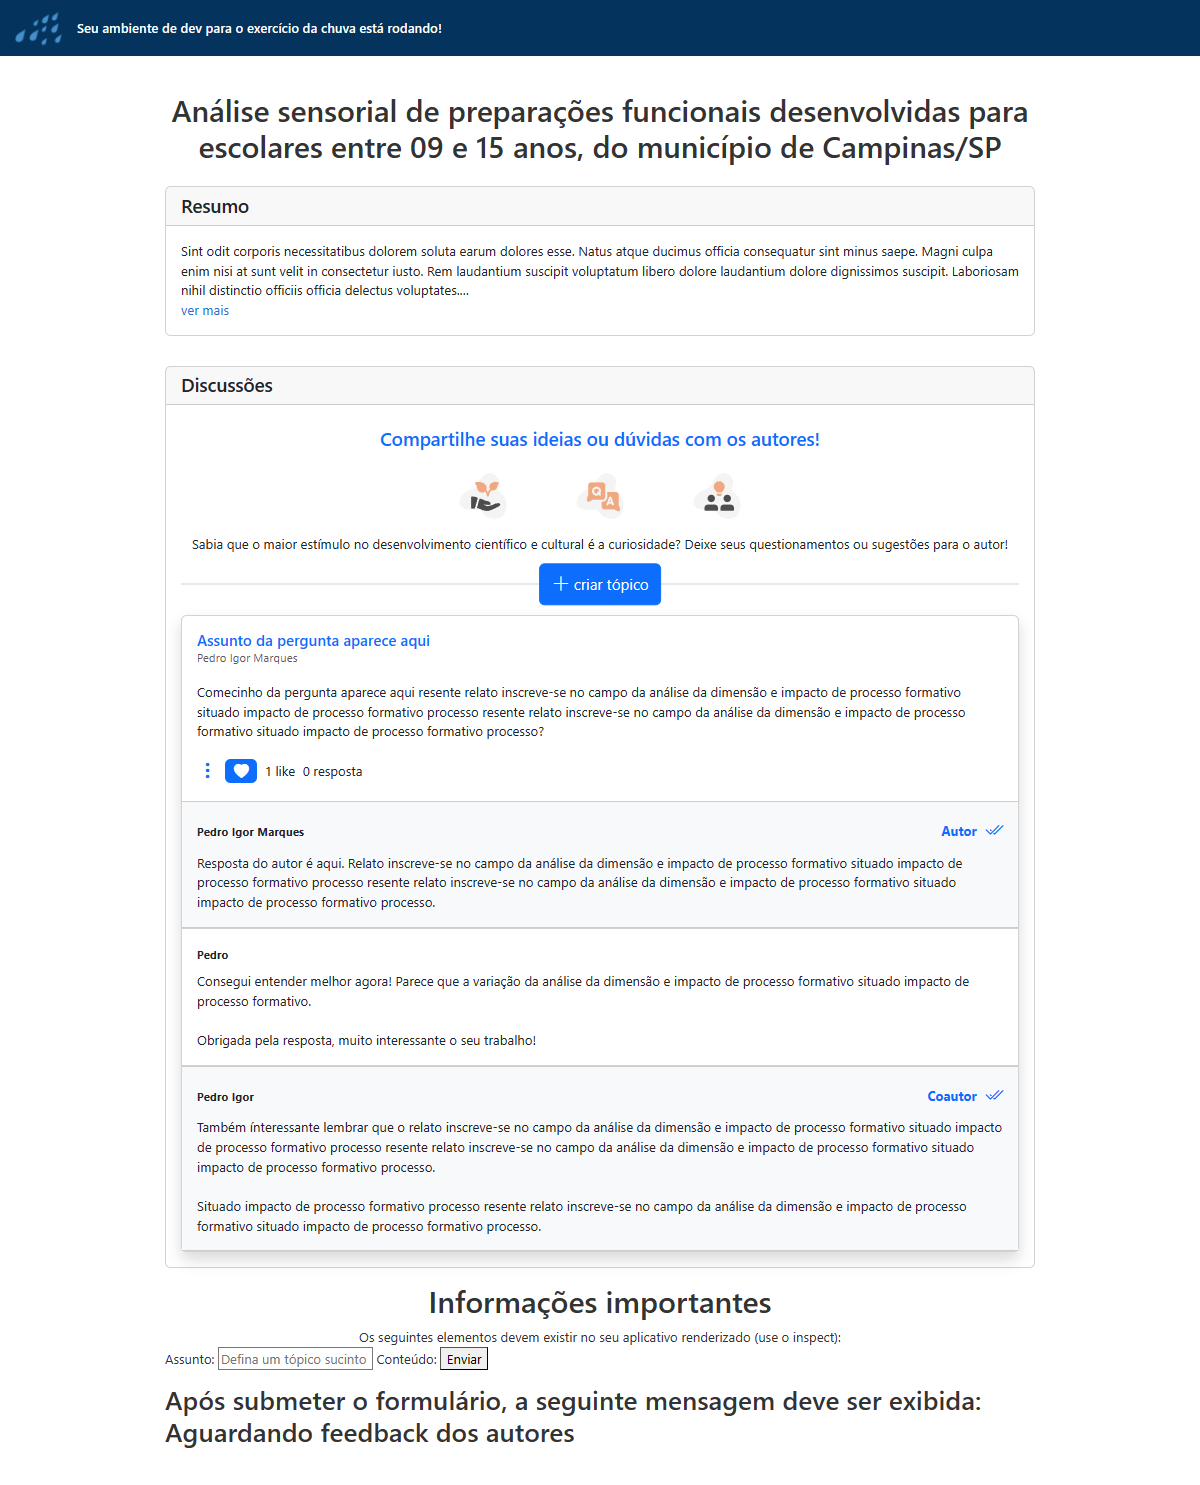 Seu ambiente de dev para o exercício da chuva está rodando!
Análise sensorial de preparações funcionais desenvolvidas para
escolares entre 09 e 15 anos, do município de Campinas/SP
Resumo
Sint odit corporis necessitatibus dolorem soluta earum dolores esse. Natus atque ducimus officia consequatur sint minus saepe. Magni culpa
enim nisi at sunt velit in consectetur iusto. Rem laudantium suscipit voluptatum libero dolore laudantium dolore dignissimos suscipit. Laboriosam
nihil distinctio officiis officia delectus voluptates....
ver mais
Discussões
Compartilhe suas ideias ou dúvidas com os autores!
Q A
Sabia que o maior estímulo no desenvolvimento científico e cultural é a curiosidade? Deixe seus questionamentos ou sugestões para o autor!
criar tópico
Assunto da pergunta aparece aqui
Pedro Igor Marques
Comecinho da pergunta aparece aqui resente relato inscreve-se no campo da análise da dimensão e impacto de processo formativo
situado impacto de processo formativo processo resente relato inscreve-se no campo da análise da dimensão e impacto de processo
formativo situado impacto de processo formativo processo?
1 like 0 resposta
Pedro Igor Marques Autor
Resposta do autor é aqui. Relato inscreve-se no campo da análise da dimensão e impacto de processo formativo situado impacto de
processo formativo processo resente relato inscreve-se no campo da análise da dimensão e impacto de processo formativo situado
impacto de processo formativo processo.
Pedro
Consegui entender melhor agora! Parece que a variação da análise da dimensão e impacto de processo formativo situado impacto de
processo formativo.
Obrigada pela resposta, muito interessante o seu trabalho!
Pedro Igor Coautor
Também ínteressante lembrar que o relato inscreve-se no campo da análise da dimensão e impacto de processo formativo situado impacto
de processo formativo processo resente relato inscreve-se no campo da análise da dimensão e impacto de processo formativo situado
impacto de processo formativo processo.
Situado impacto de processo formativo processo resente relato inscreve-se no campo da análise da dimensão e impacto de processo
formativo situado impacto de processo formativo processo.
Informações importantes
Os seguintes elementos devem existir no seu aplicativo renderizado (use o inspect):
Assunto: Defina um tópico sucinto Conteúdo: Enviar
Após submeter o formulário, a seguinte mensagem deve ser exibida:
Aguardando feedback dos autores